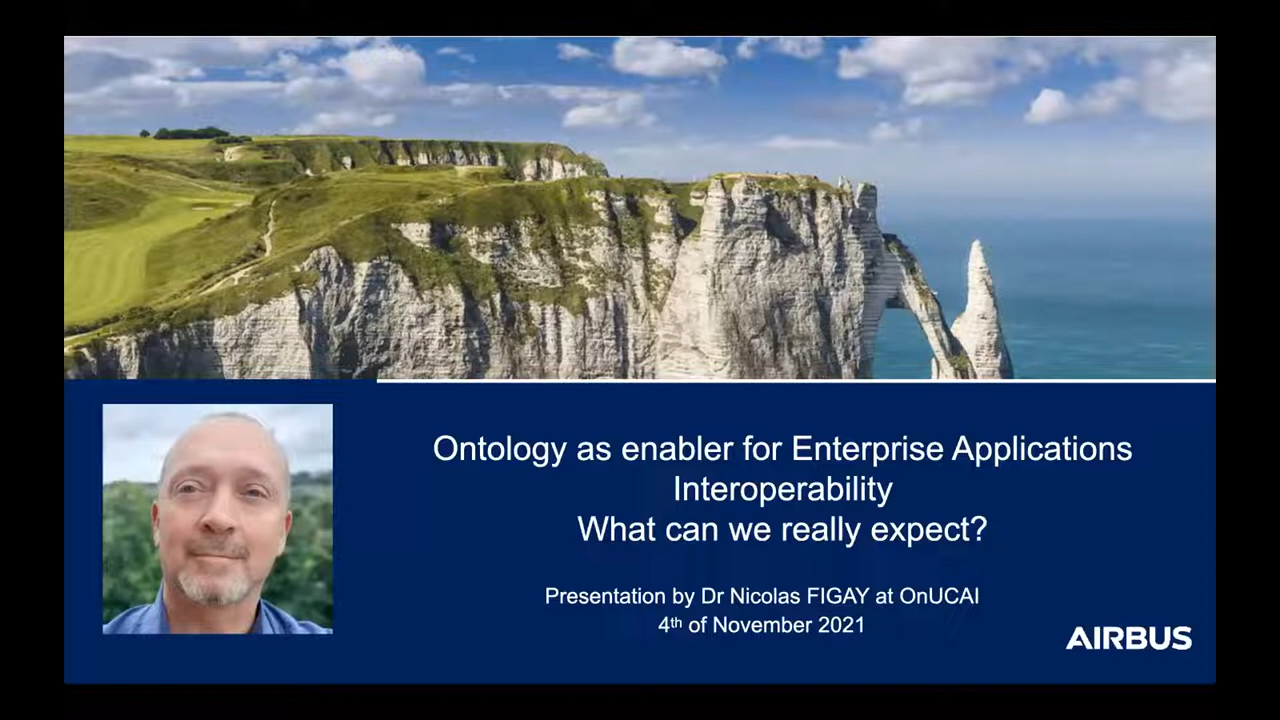 Ontology as enabler for Enterprise Applications
Interoperability
What can we really expect?
Presentation by Dr Nicolas FIGAY at OnUCAI
4th of November 2021
AIRBUS